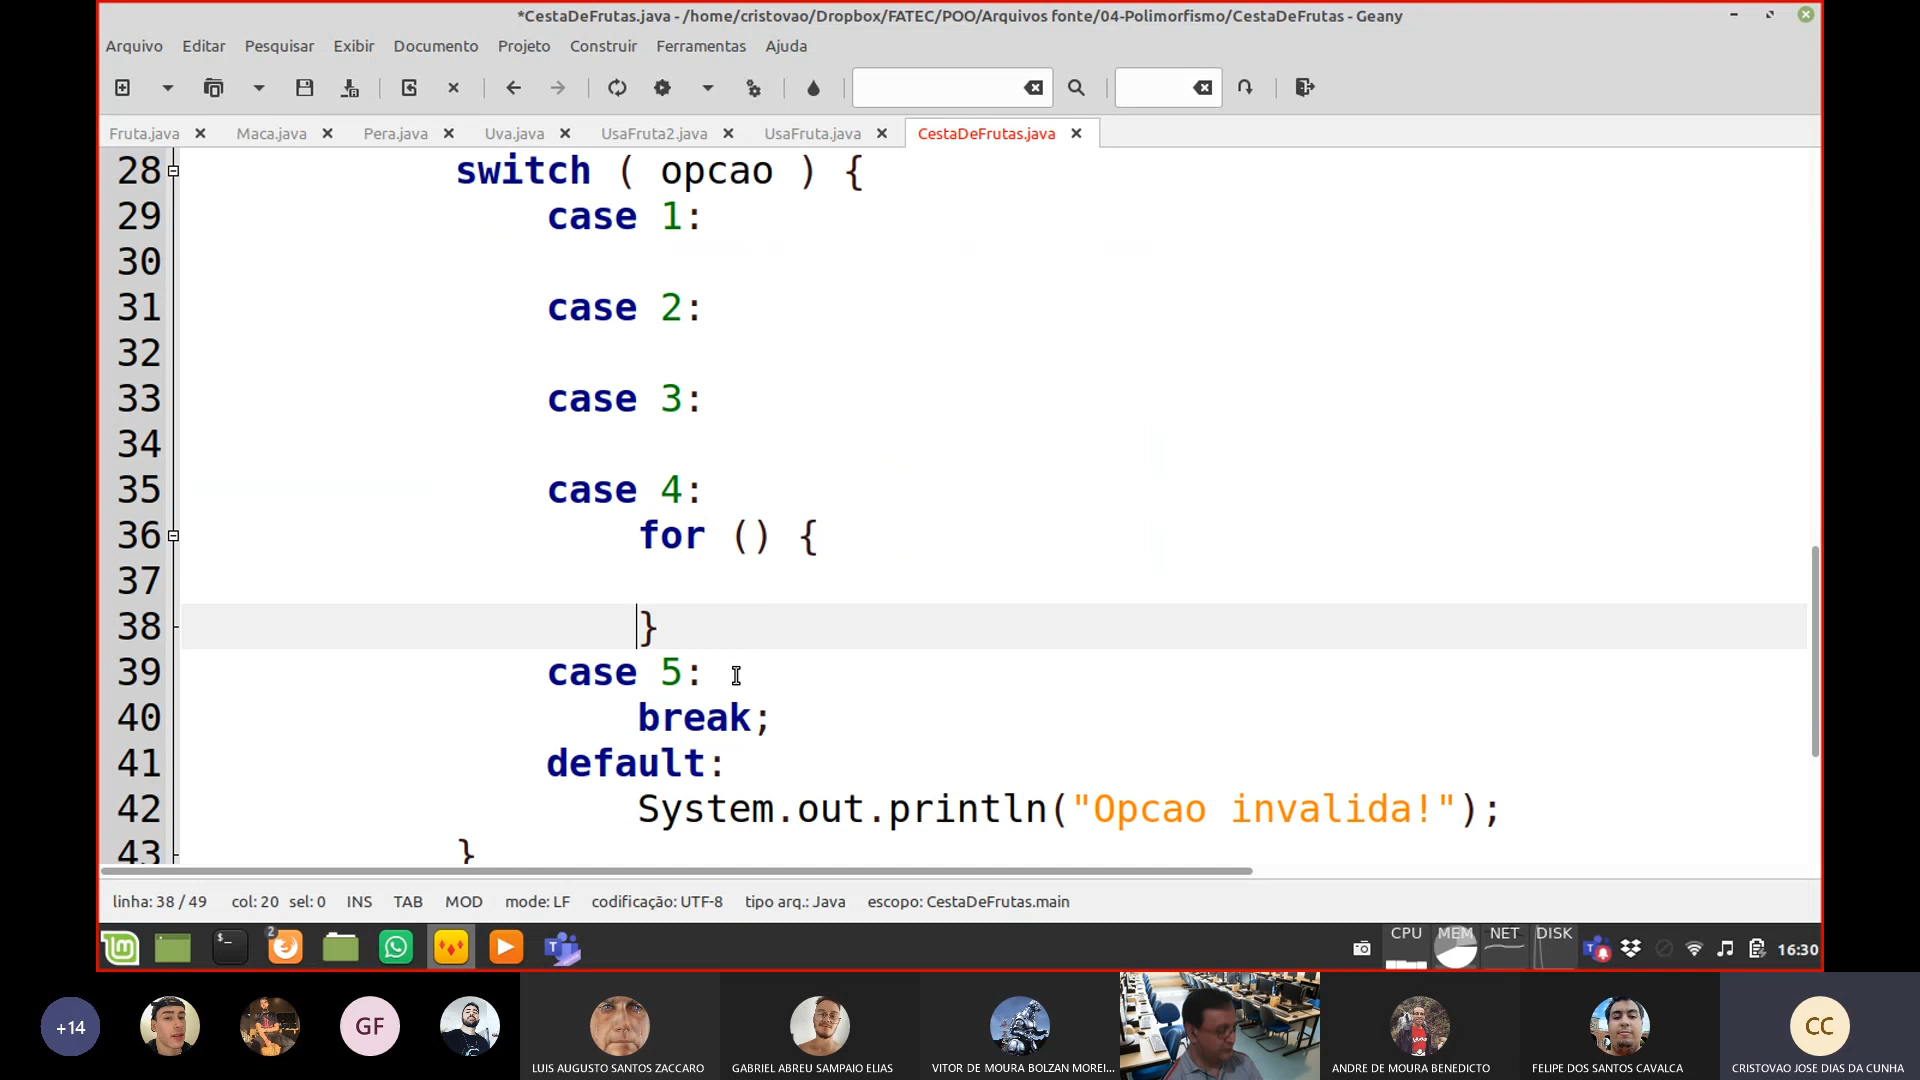 *CestaDeFrutas.java - /home/cristovao/Dropbox/FATEC/POO/Arquivos fonte/04-Polimorfismo/CestaDeFrutas - Geany
Arquivo Editar Pesquisar Exibir Documento Projeto Construir Ferramentas Ajuda
Fruta.java Maca.java Pera.java Uva.java UsaFruta2.java UsaFruta.java CestaDeFrutas.java
28 switch ( opcao ) {
29 case 1:
30
31 case 2:
32
33 case 3:
34
35 case 4:
36 for () {
37
38 }
39 case 5:
40 break;
41 default:
42 System.out.println("Opcao invalida!");
43 }
linha: 38 / 49 col: 20 sel: 0 INS TAB MOD mode: LF codificação: UTF-8 tipo arq.: Java escopo: CestaDeFrutas.main
2 CPU MEM NET DISK 16:30
+14 GF CC
LUIS AUGUSTO SANTOS ZACCARO GABRIEL ABREU SAMPAIO ELIAS VITOR DE MOURA BOLZAN MOREI... ANDRE DE MOURA BENEDICTO FELIPE DOS SANTOS CAVALCA CRISTOVAO JOSE DIAS DA CUNHA